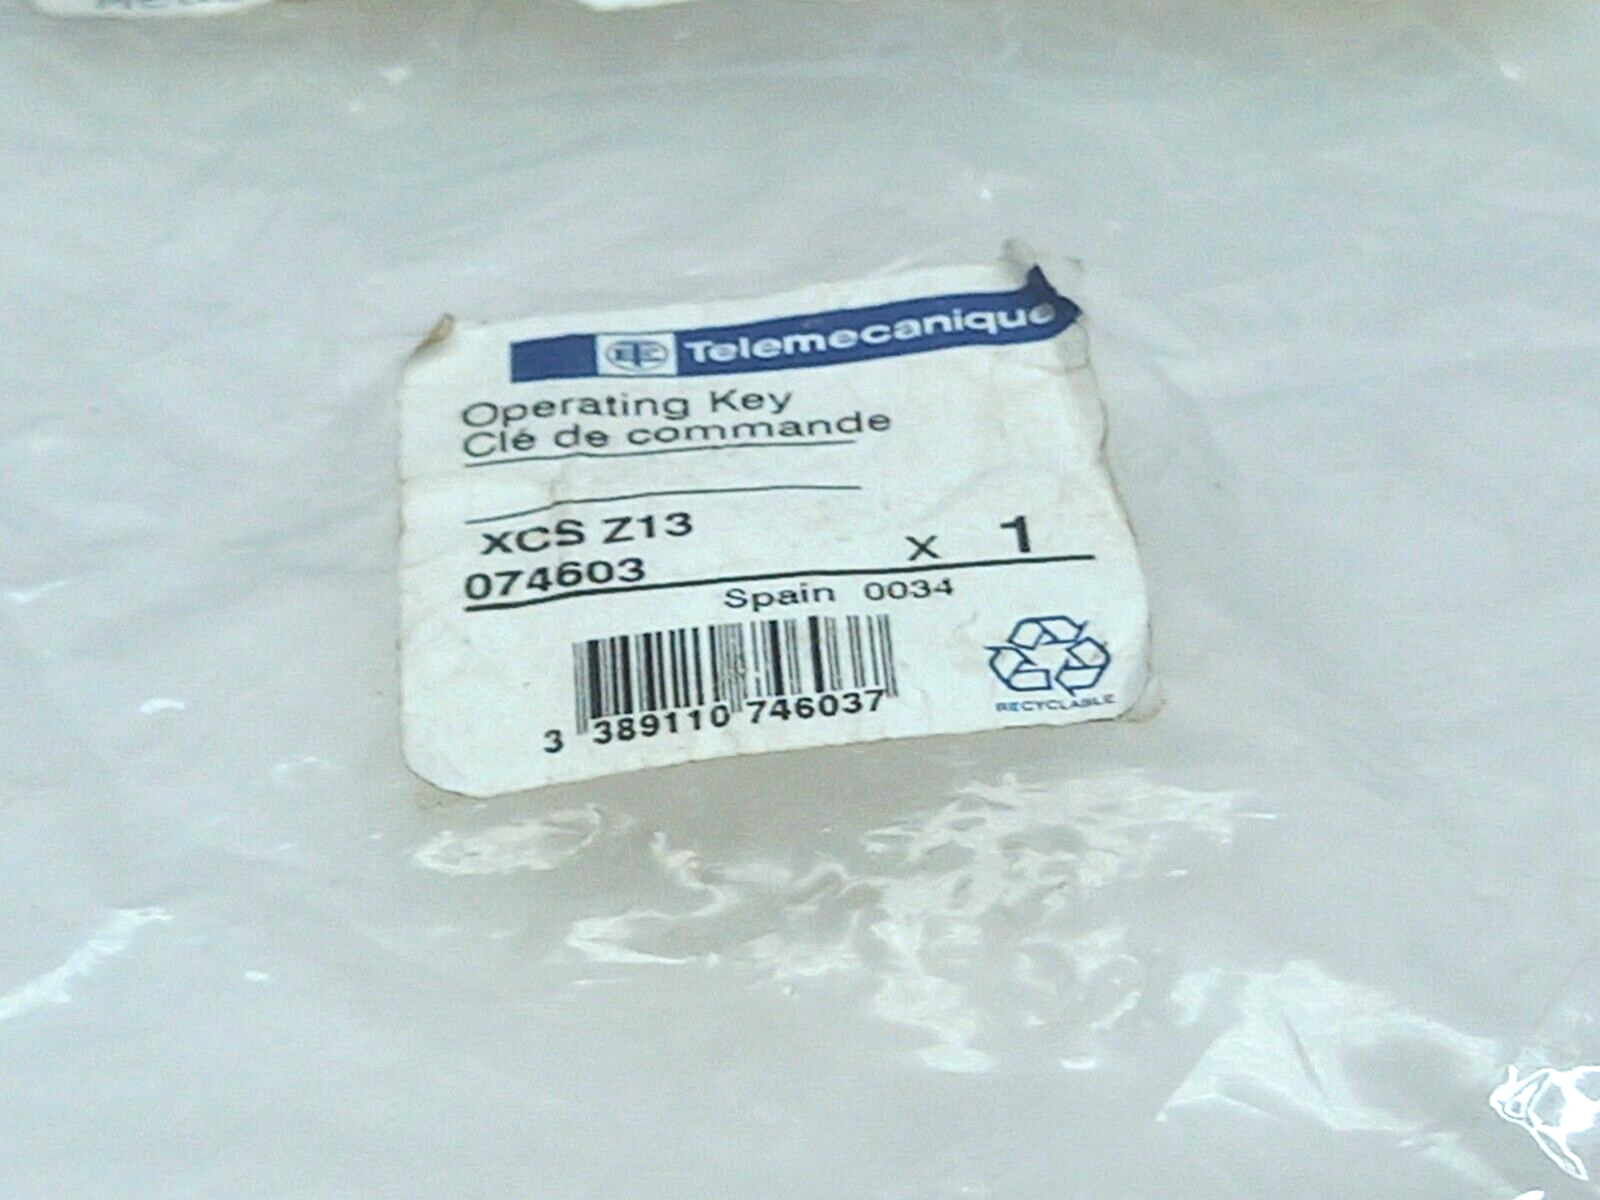 Telemecanique
Operating Key
Clé de commande
XCS Z13
x 1
074603
Spain 0034
3 389110 746037
RECYCLABLE